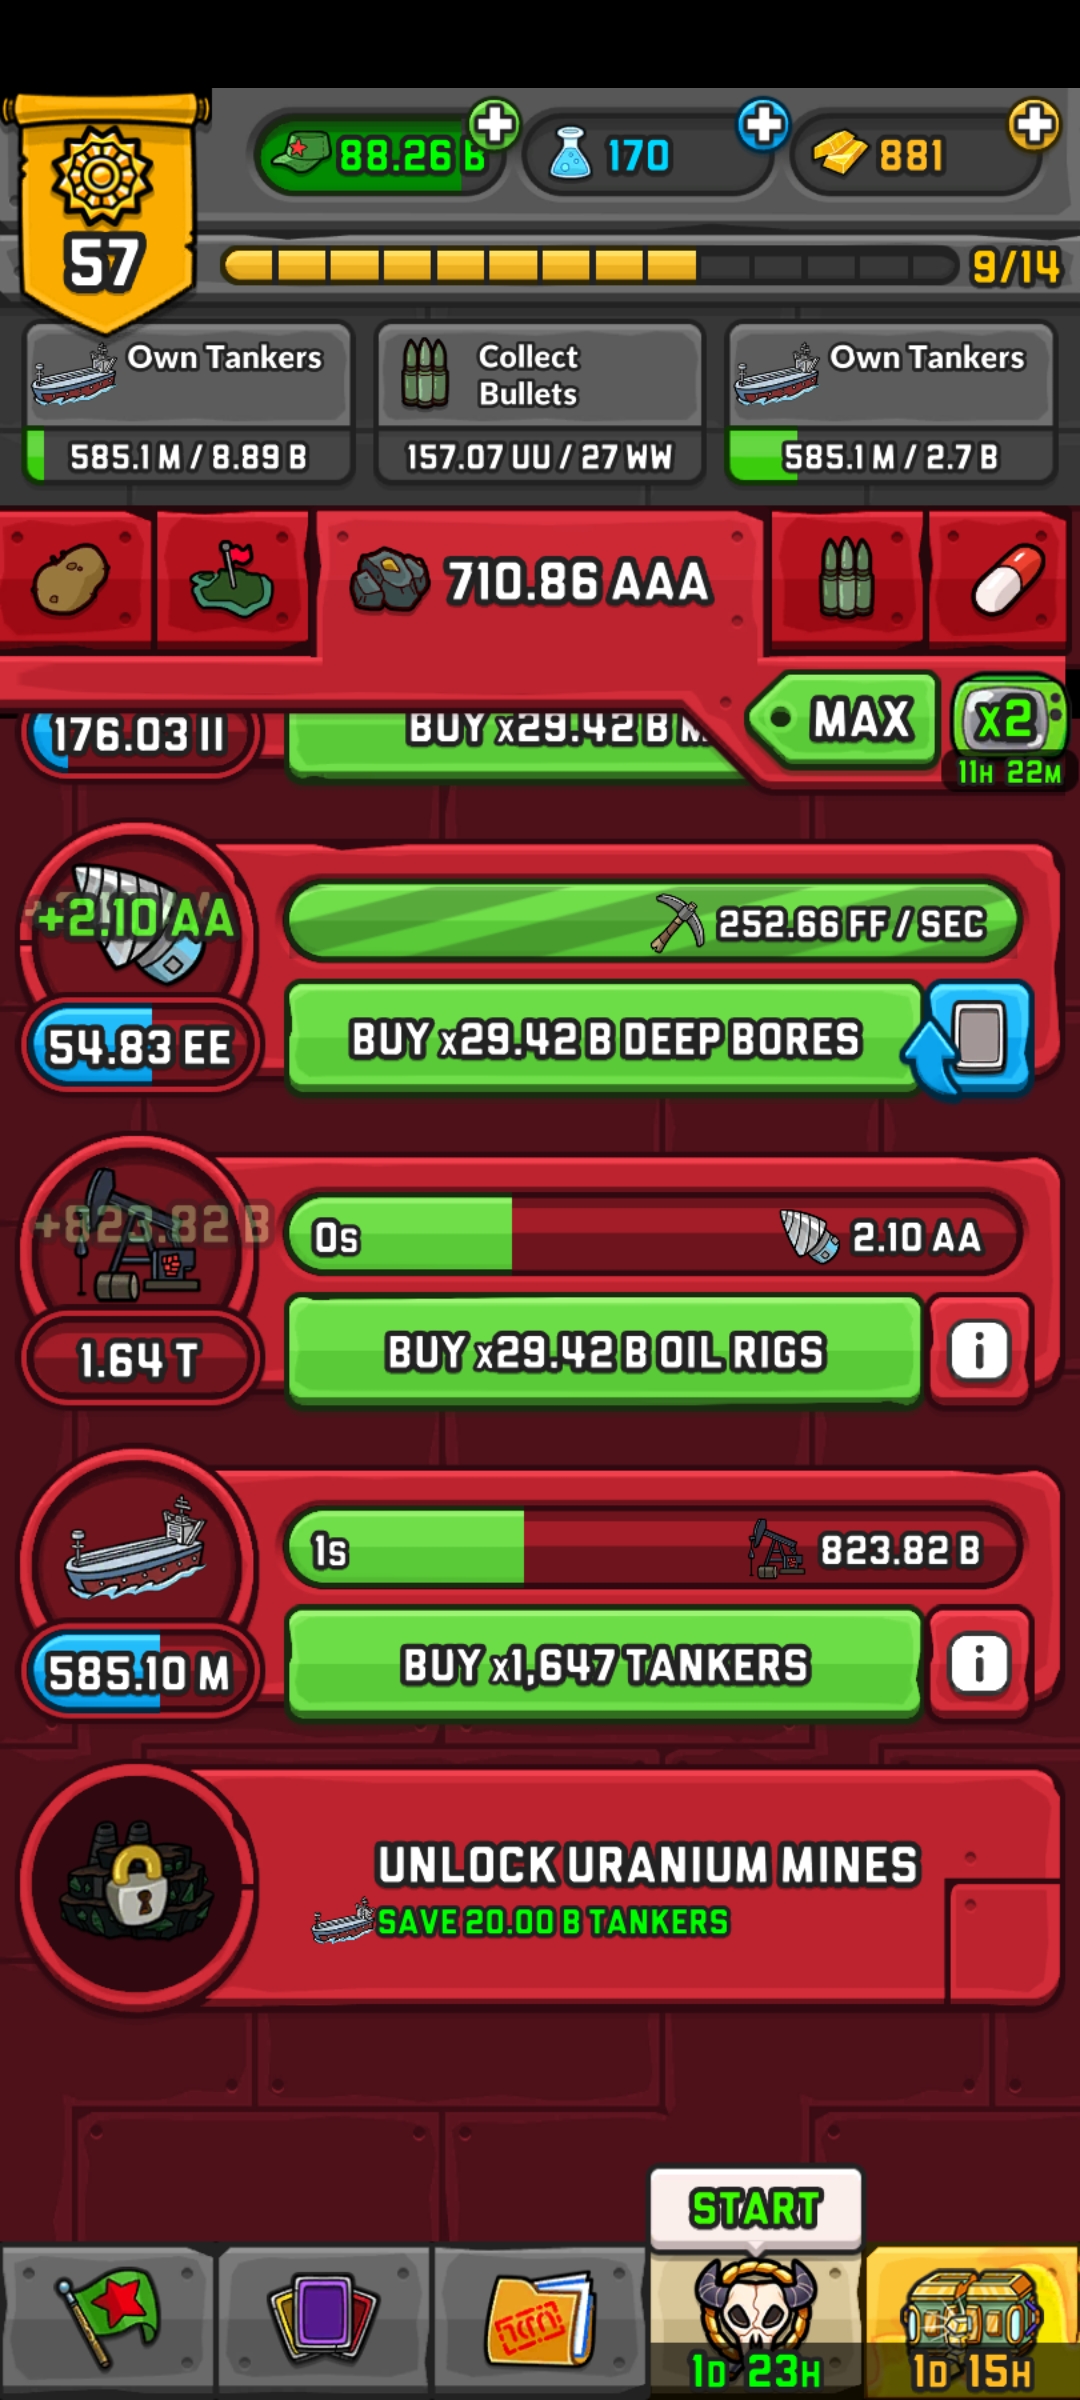 88.26 B
170
881
57
9/14
Own Tankers
585.1 M / 8.89 B
Collect
Bullets
157.07 UU / 27 WW
Own Tankers
585.1 M / 2.7 B
710.86 AAA
MAX
x2
11H 22M
176.03 II
BUY x29.42 B
+2.10 AA
252.66 FF / SEC
54.83 EE
BUY x29.42 B DEEP BORES
+823.82 B
0s
2.10 AA
1.64 T
BUY x29.42 B OIL RIGS
i
1s
823.82 B
585.10 M
BUY x1,647 TANKERS
i
UNLOCK URANIUM MINES
SAVE 20.00 B TANKERS
START
1D 23H
1D 15H